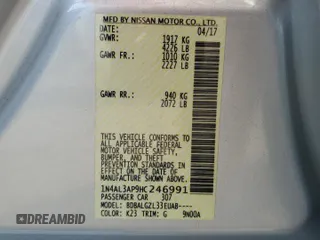 MFD BY NISSAN MOTOR CO., LTD.
DATE: 04/17
GVWR: 1917 KG
4226 LB
GAWR FR: 1010 KG
2227 LB
GAWR RR: 940 KG
2072 LB
THIS VEHICLE CONFORMS TO ALL APPLICABLE FEDERAL MOTOR VEHICLE SAFETY, BUMPER, AND THEFT PREVENTION STANDARDS IN EFFECT ON THE DATE OF MANUFACTURE SHOWN ABOVE.
1N4AL3AP9HC246991
PASSENGER CAR 307
MODEL: BDBALGZL33EUAB----
COLOR: K23 TRIM: G 9N00A
DREAMBID
dreambid.com